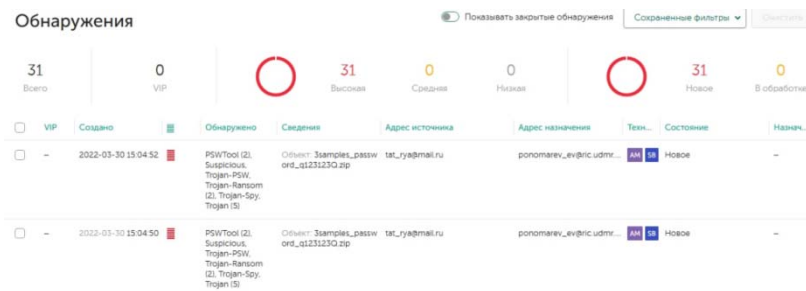 Обнаружения
Показывать закрытые обнаружения
Сохраненные фильтры
Очистить
31
Всего
0
VIP
31
Высокая
0
Средняя
0
Низкая
31
Новое
0
В обработке
VIP Создано Обнаружено Сведения Адрес источника Адрес назначения Техн... Состояние Назнач...
– 2022-03-30 15:04:52 PSWTool (2), Объект: 3samples_passw tat_rya@mail.ru ponomarev_ev@ric.udmr... AM SB Новое –
Suspicious, ord_q123123Q.zip
Trojan-PSW,
Trojan-Ransom
(2), Trojan-Spy,
Trojan (5)
– 2022-03-30 15:04:50 PSWTool (2), Объект: 3samples_passw tat_rya@mail.ru ponomarev_ev@ric.udmr... AM SB Новое –
Suspicious, ord_q123123Q.zip
Trojan-PSW,
Trojan-Ransom
(2), Trojan-Spy,
Trojan (5)